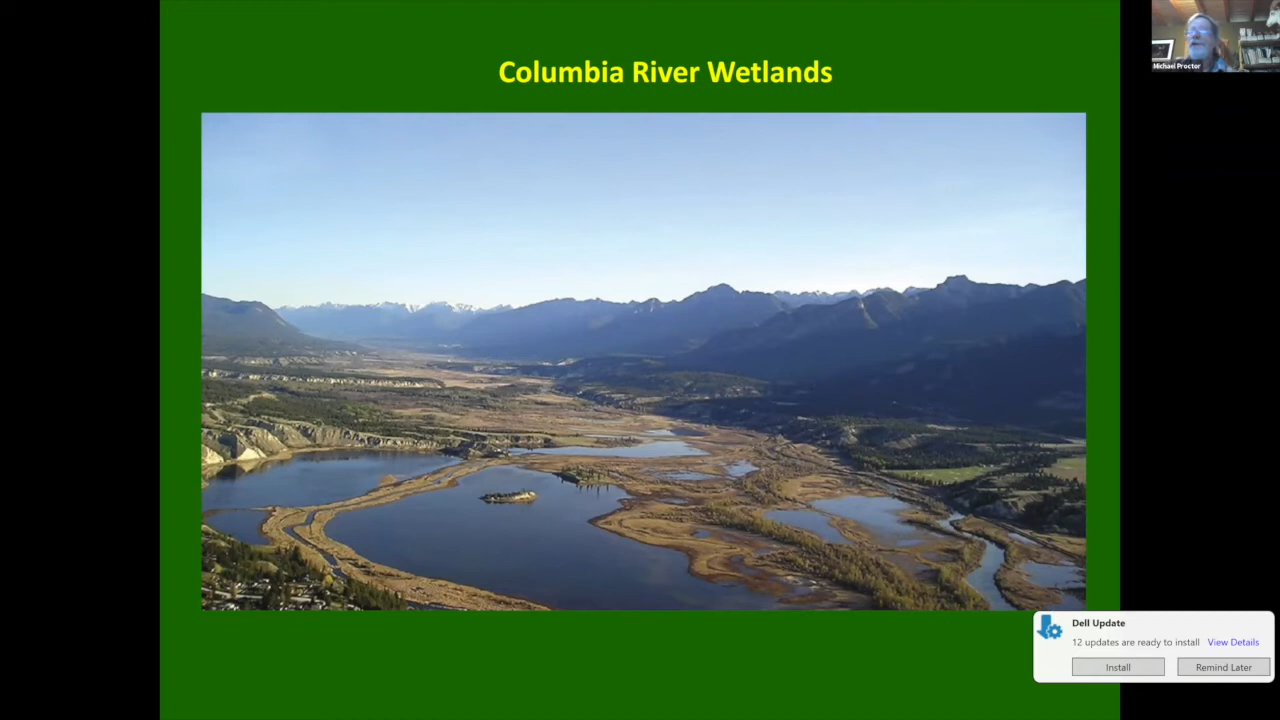 Columbia River Wetlands
Michael Proctor
Dell Update
12 updates are ready to install View Details
Install Remind Later